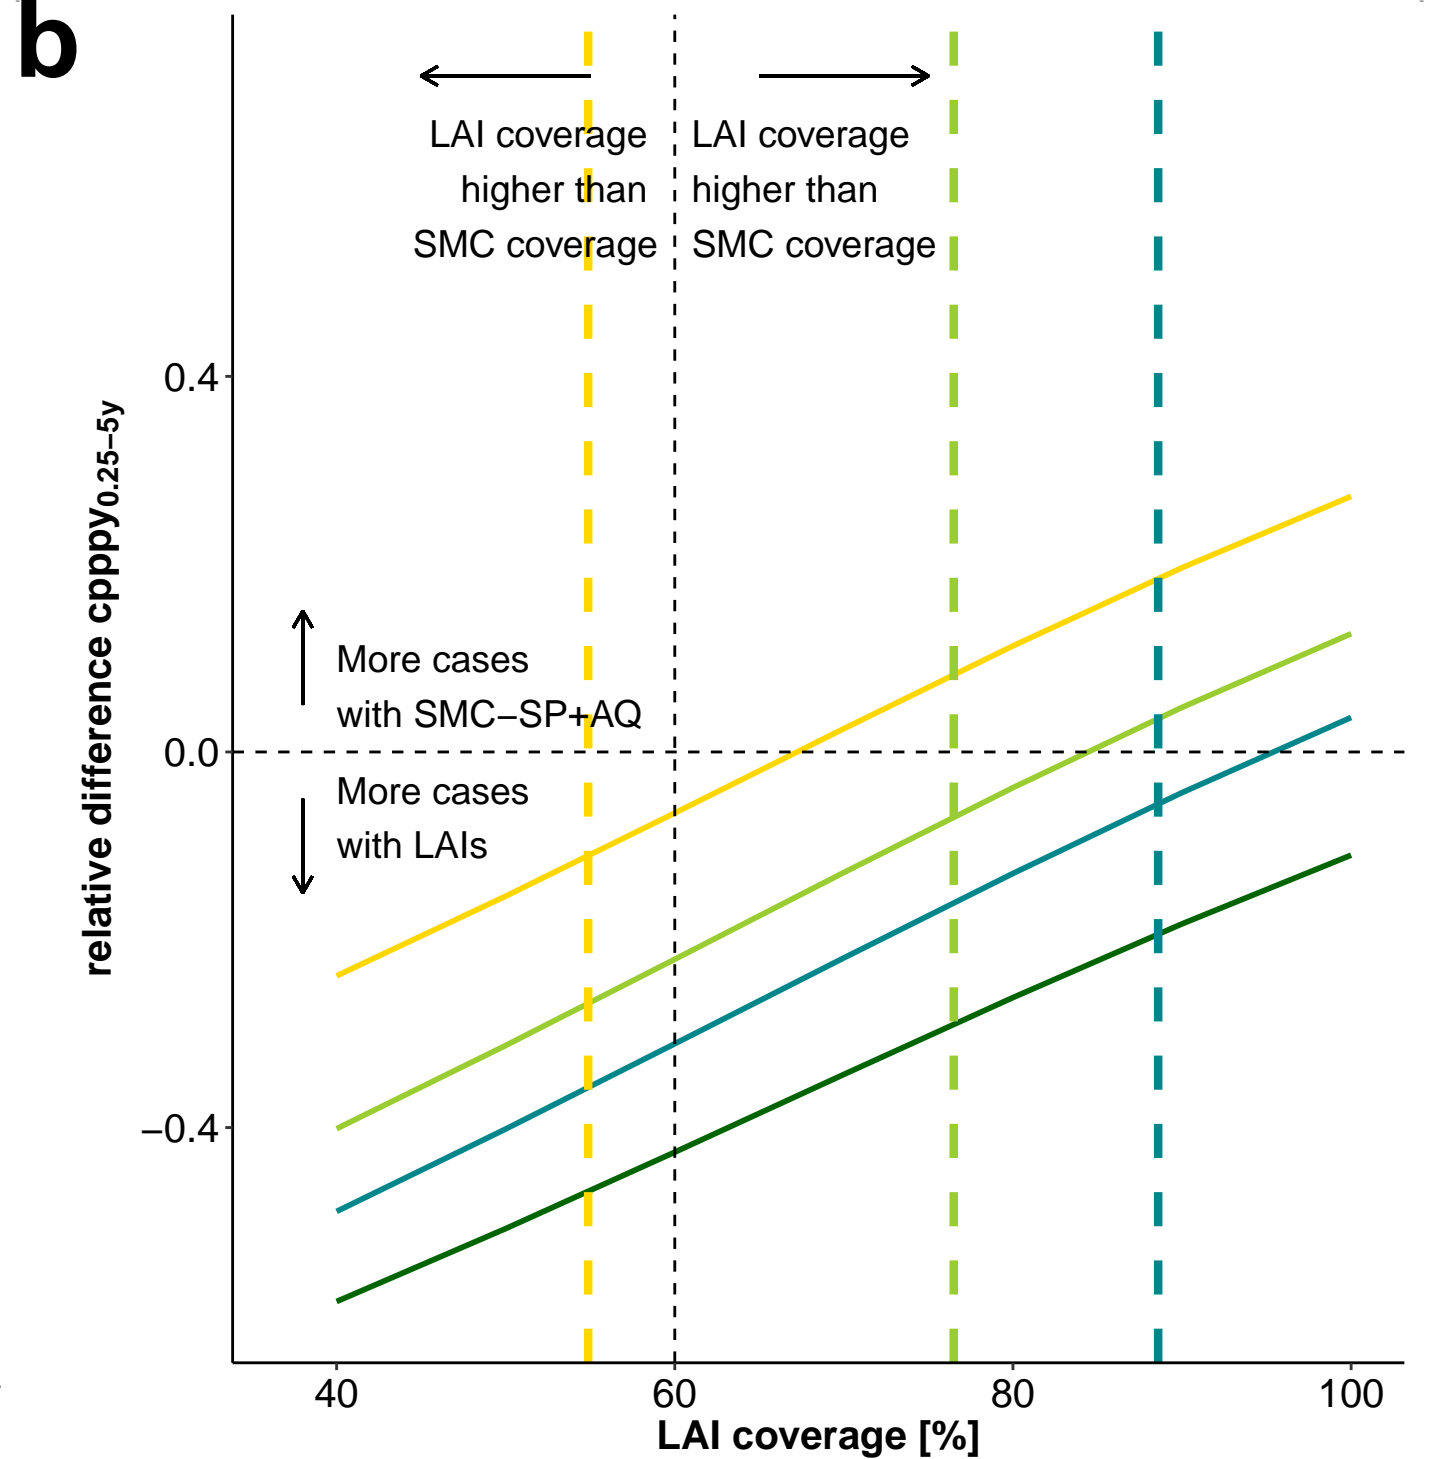 b
LAI coverage
higher than
SMC coverage
LAI coverage
higher than
SMC coverage
0.4
More cases
with SMC−SP+AQ
0.0
More cases
with LAIs
−0.4
relative difference cpppy0.25−5y
40
60
80
100
LAI coverage [%]